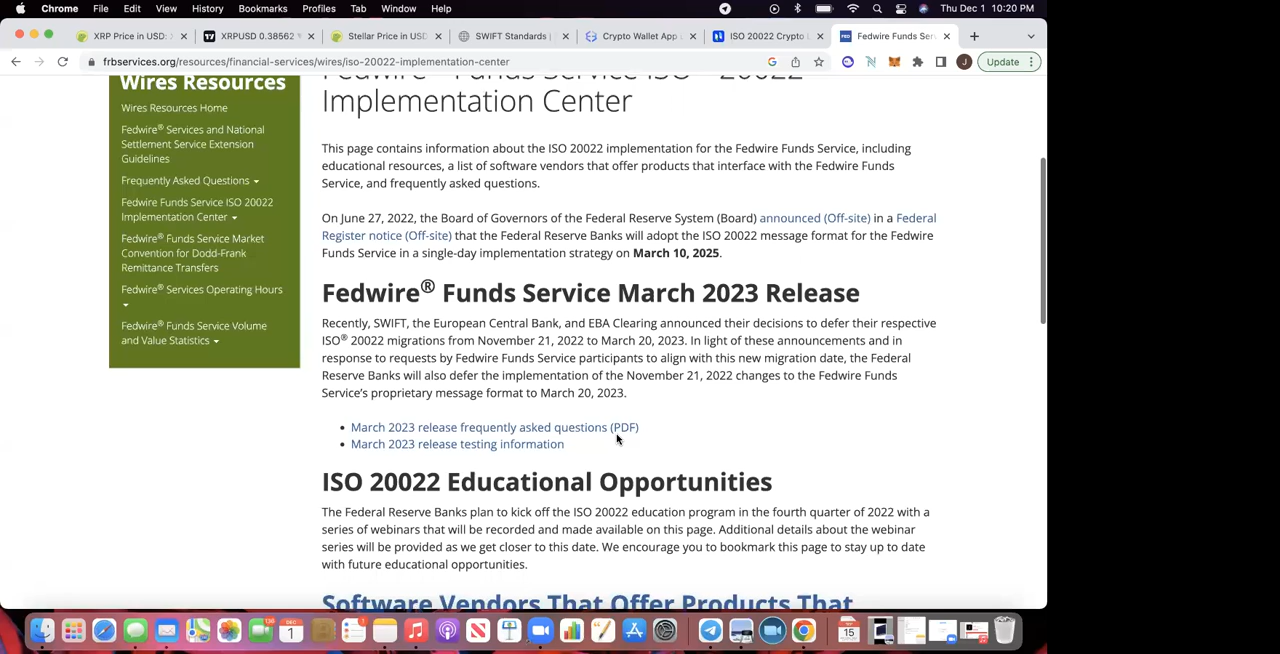 Chrome File Edit View History Bookmarks Profiles Tab Window Help Thu Dec 1 10:20 PM
XRP Price in USD: XRPUSD 0.38562 Stellar Price in USD: SWIFT Standards Crypto Wallet App ISO 20022 Crypto Fedwire Funds Ser
frbservices.org/resources/financial-services/wires/iso-20022-implementation-center J Update
Wires Resources
Wires Resources Home
Fedwire® Services and National
Settlement Service Extension
Guidelines
Frequently Asked Questions
Fedwire Funds Service ISO 20022
Implementation Center
Fedwire® Funds Service Market
Convention for Dodd-Frank
Remittance Transfers
Fedwire® Services Operating Hours
Fedwire® Funds Service Volume
and Value Statistics
Fedwire® Funds Service ISO® 20022
Implementation Center
This page contains information about the ISO 20022 implementation for the Fedwire Funds Service, including
educational resources, a list of software vendors that offer products that interface with the Fedwire Funds
Service, and frequently asked questions.
On June 27, 2022, the Board of Governors of the Federal Reserve System (Board) announced (Off-site) in a Federal
Register notice (Off-site) that the Federal Reserve Banks will adopt the ISO 20022 message format for the Fedwire
Funds Service in a single-day implementation strategy on March 10, 2025.
Fedwire® Funds Service March 2023 Release
Recently, SWIFT, the European Central Bank, and EBA Clearing announced their decisions to defer their respective
ISO® 20022 migrations from November 21, 2022 to March 20, 2023. In light of these announcements and in
response to requests by Fedwire Funds Service participants to align with this new migration date, the Federal
Reserve Banks will also defer the implementation of the November 21, 2022 changes to the Fedwire Funds
Service's proprietary message format to March 20, 2023.
• March 2023 release frequently asked questions (PDF)
• March 2023 release testing information
ISO 20022 Educational Opportunities
The Federal Reserve Banks plan to kick off the ISO 20022 education program in the fourth quarter of 2022 with a
series of webinars that will be recorded and made available on this page. Additional details about the webinar
series will be provided as we get closer to this date. We encourage you to bookmark this page to stay up to date
with future educational opportunities.
Software Vendors That Offer Products That